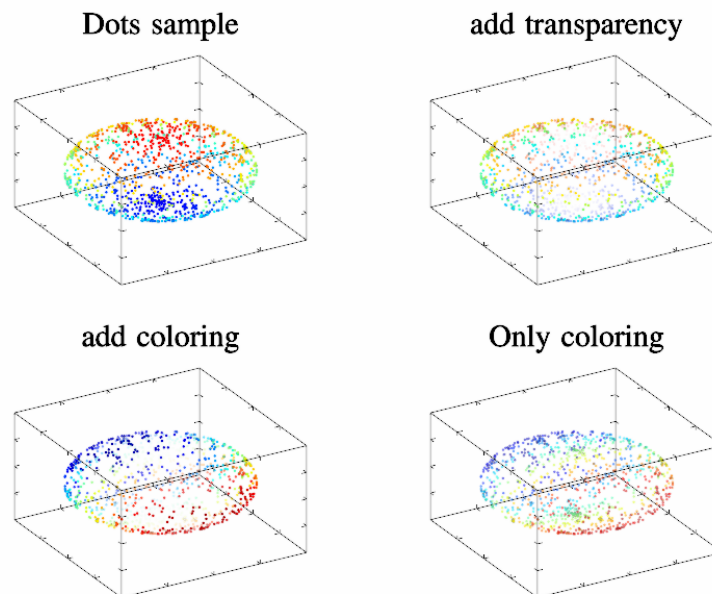 Dots sample
add transparency
add coloring
Only coloring